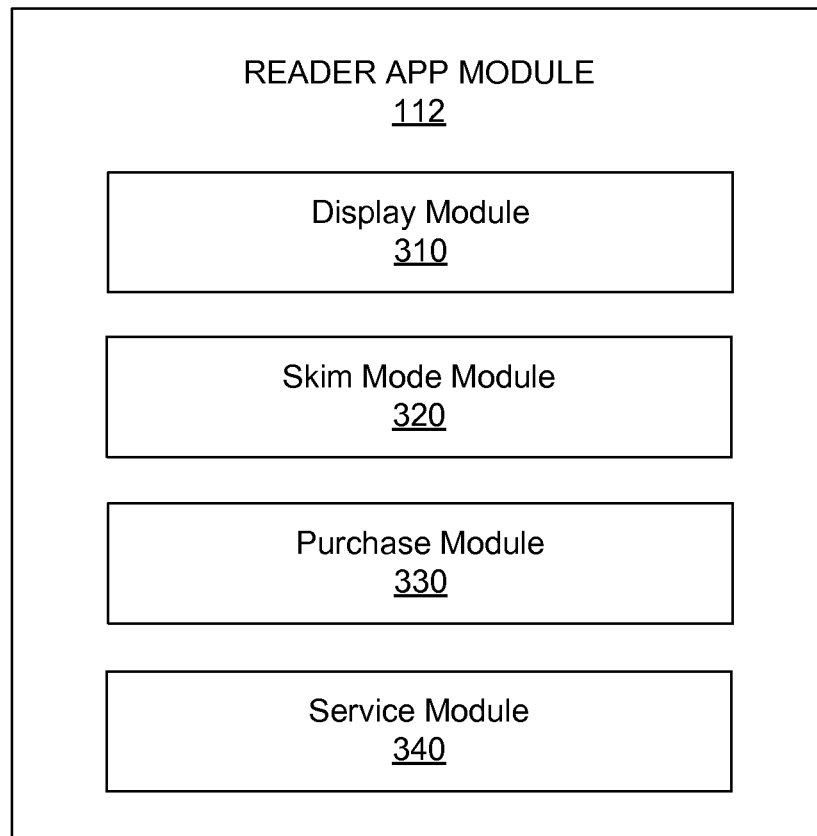 READER APP MODULE
112
Display Module
310
Skim Mode Module
320
Purchase Module
330
Service Module
340